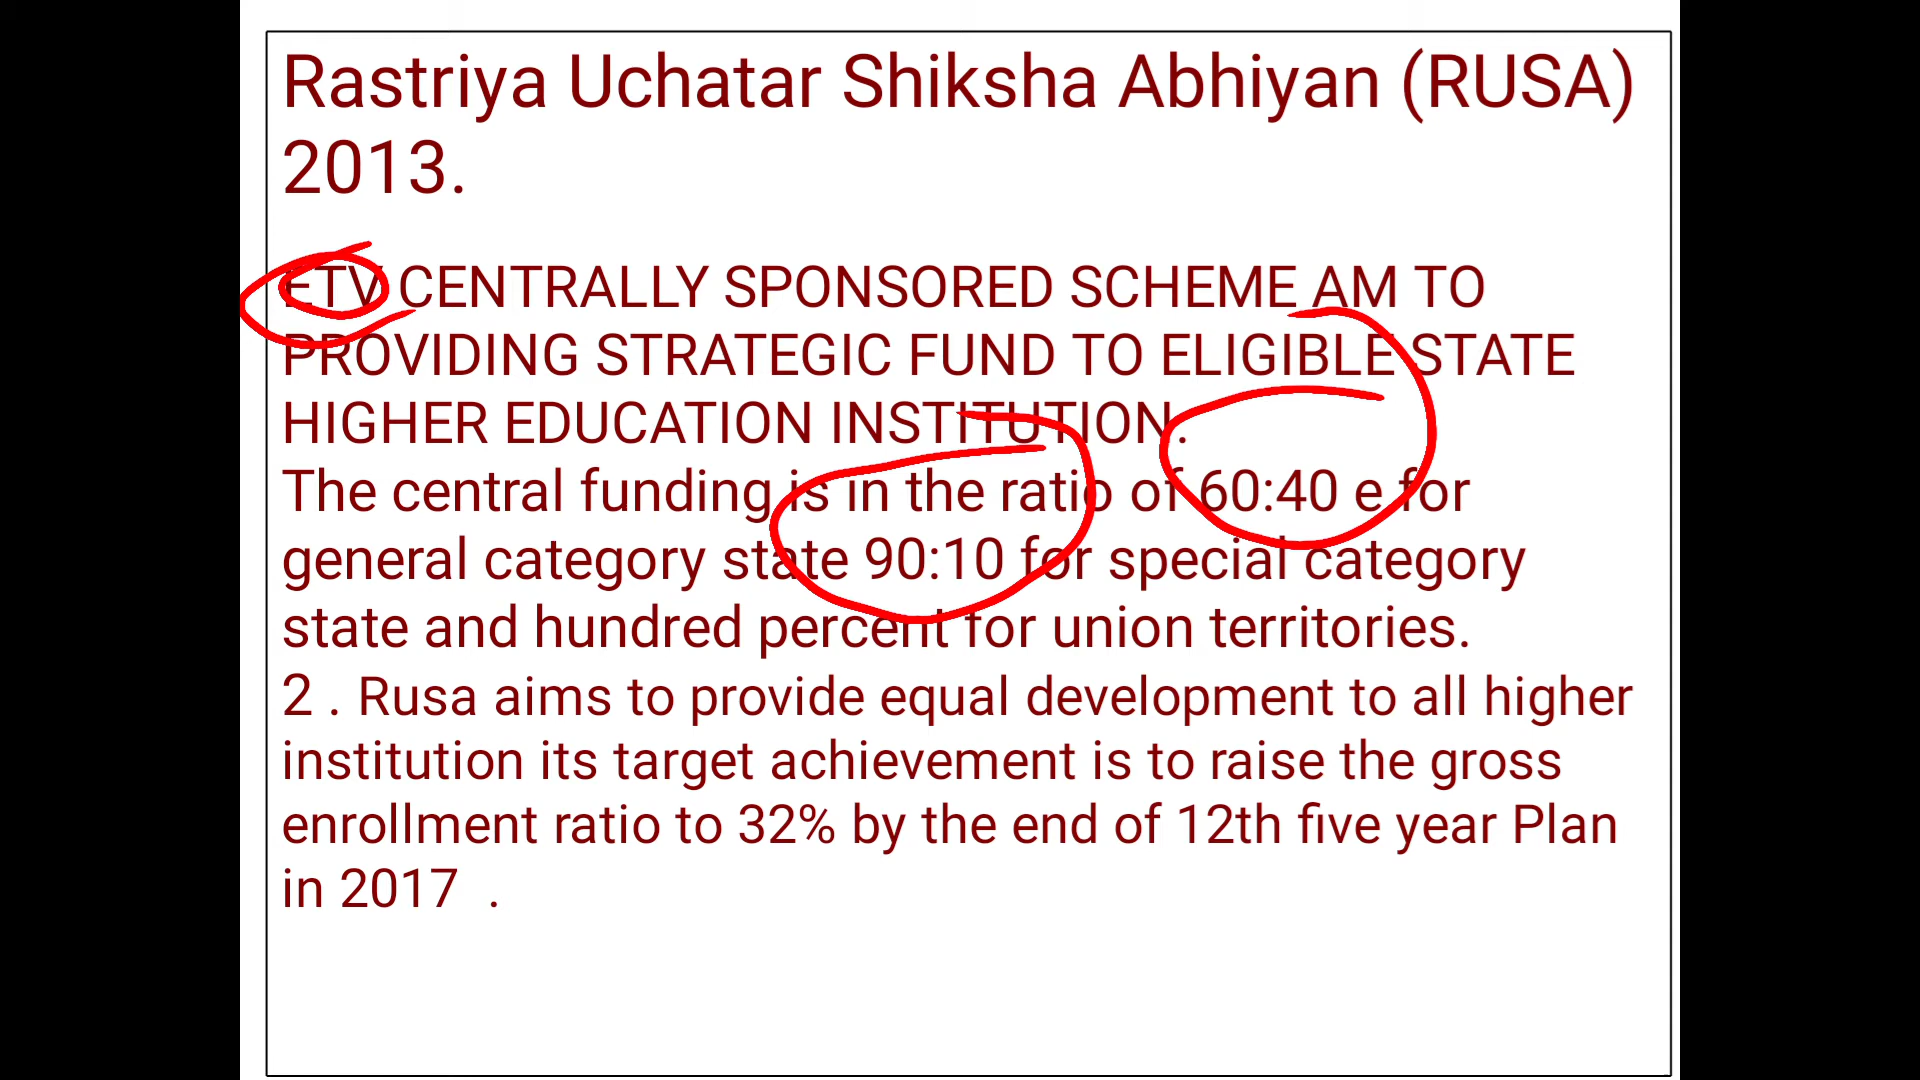 Rastriya Uchatar Shiksha Abhiyan (RUSA)
2013.
ETV CENTRALLY SPONSORED SCHEME AM TO
PROVIDING STRATEGIC FUND TO ELIGIBLE STATE
HIGHER EDUCATION INSTITUTION.
The central funding is in the ratio of 60:40 e for
general category state 90:10 for special category
state and hundred percent for union territories.
2 . Rusa aims to provide equal development to all higher
institution its target achievement is to raise the gross
enrollment ratio to 32% by the end of 12th five year Plan
in 2017  .